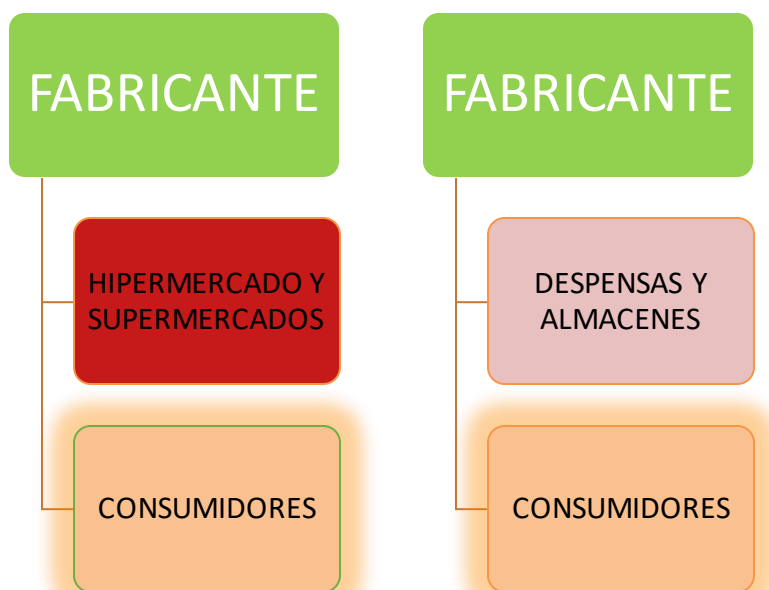 FABRICANTE
HIPERMERCADO Y
SUPERMERCADOS
CONSUMIDORES
FABRICANTE
DESPENSAS Y
ALMACENES
CONSUMIDORES